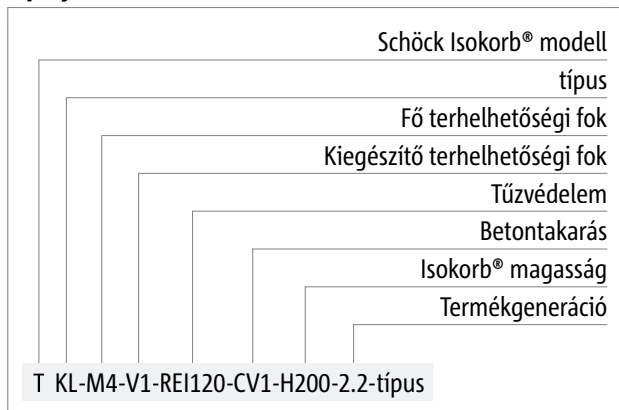 Schöck Isokorb® modell
típus
Fő terhelhetőségi fok
Kiegészítő terhelhetőségi fok
Tűzvédelem
Betontakarás
Isokorb® magasság
Termékgeneráció
T KL-M4-V1-REI120-CV1-H200-2.2-típus